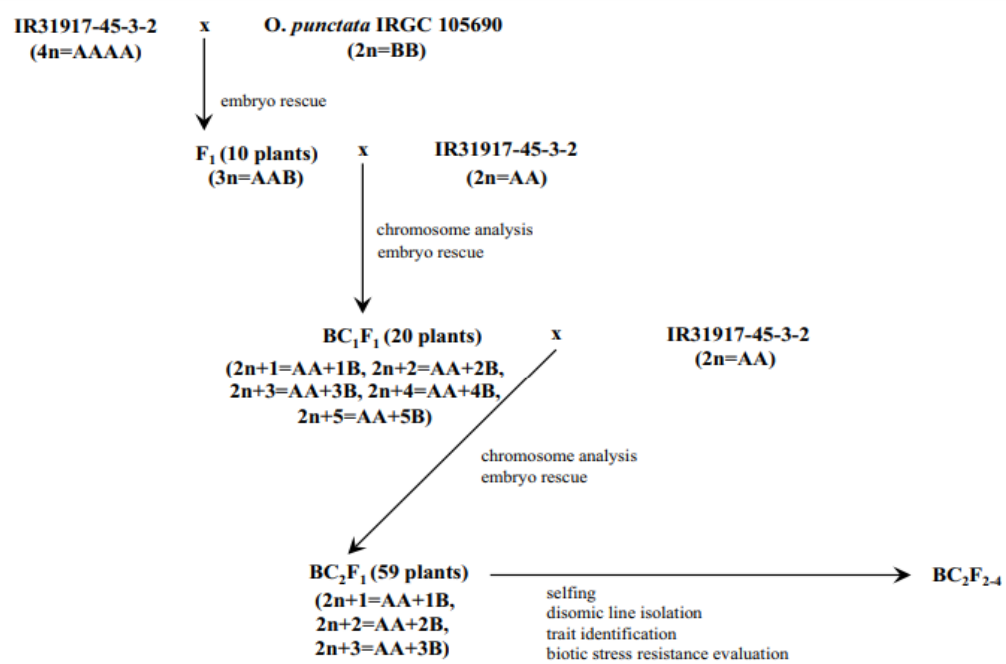 IR31917-45-3-2 x O. punctata IRGC 105690
(4n=AAAA) (2n=BB)
embryo rescue
F1 (10 plants) x IR31917-45-3-2
(3n=AAB) (2n=AA)
chromosome analysis
embryo rescue
BC1F1 (20 plants) x IR31917-45-3-2
(2n=AA)
(2n+1=AA+1B, 2n+2=AA+2B,
2n+3=AA+3B, 2n+4=AA+4B,
2n+5=AA+5B)
chromosome analysis
embryo rescue
BC2F1 (59 plants) BC2F2-4
(2n+1=AA+1B,
2n+2=AA+2B,
2n+3=AA+3B)
selfing
disomic line isolation
trait identification
biotic stress resistance evaluation